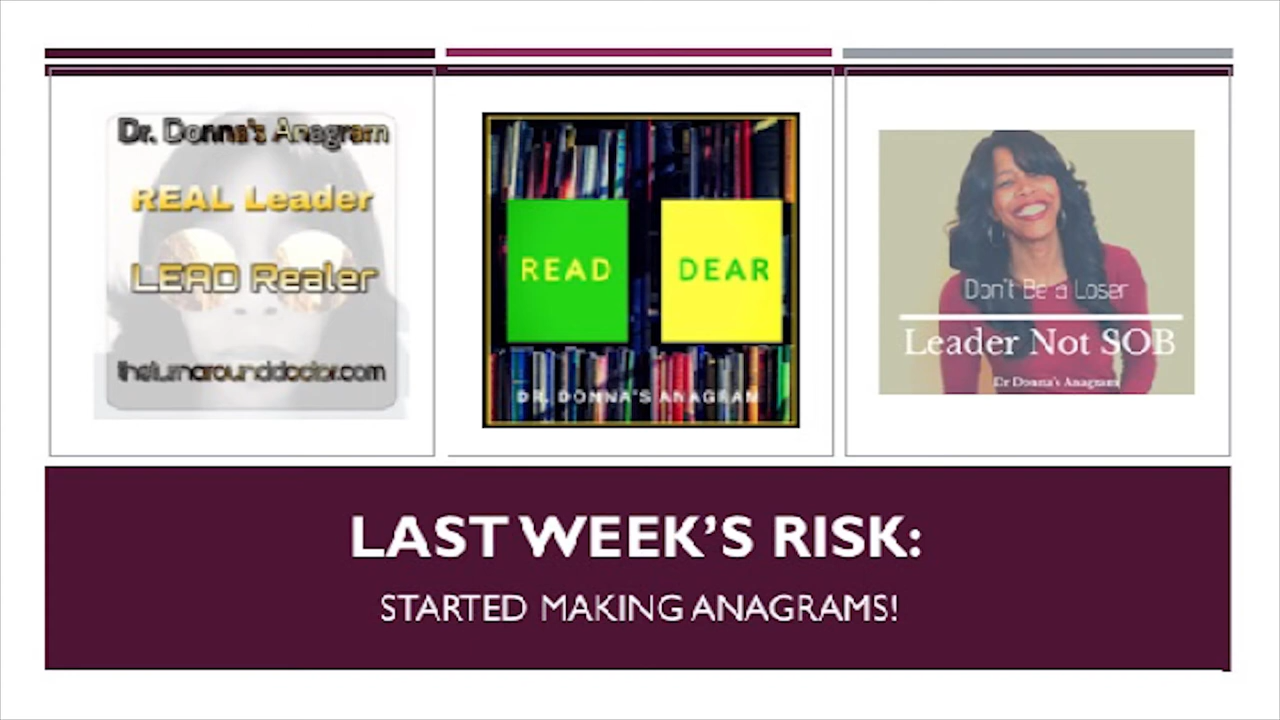 Dr. Donna's Anagram
REAL Leader
LEAD Realer
theturnarounddoctor.com
READ
DEAR
DR. DONNA'S ANAGRAM
Don't Be a Loser
Leader Not SOB
Dr Donna's Anagram
LAST WEEK'S RISK:
STARTED MAKING ANAGRAMS!